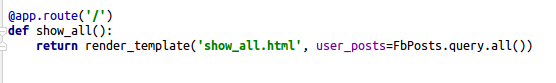 @app.route('/')
def show_all():
    return render_template('show_all.html', user_posts=FbPosts.query.all())